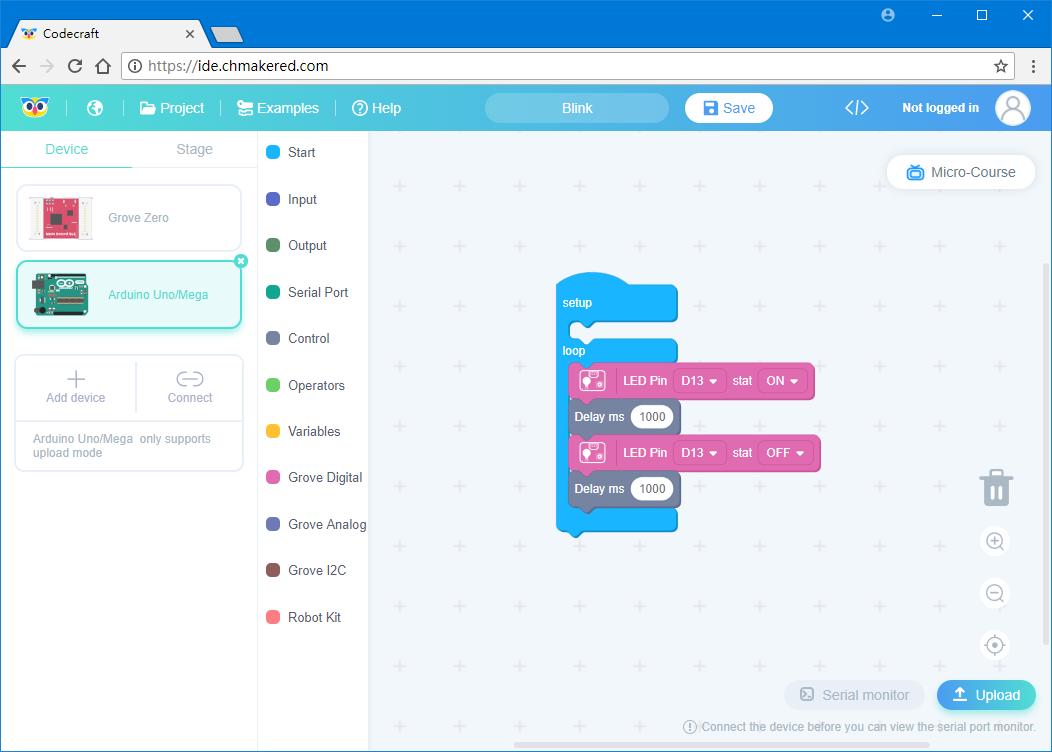 Codecraft
https://ide.chmakered.com
Project
Examples
Help
Blink
Save
</>
Not logged in
Device
Stage
Grove Zero
Arduino Uno/Mega
Add device
Connect
Arduino Uno/Mega only supports
upload mode
Start
Input
Output
Serial Port
Control
Operators
Variables
Grove Digital
Grove Analog
Grove I2C
Robot Kit
Micro-Course
setup
loop
LED Pin D13 stat ON
Delay ms 1000
LED Pin D13 stat OFF
Delay ms 1000
Serial monitor
Upload
Connect the device before you can view the serial port monitor.